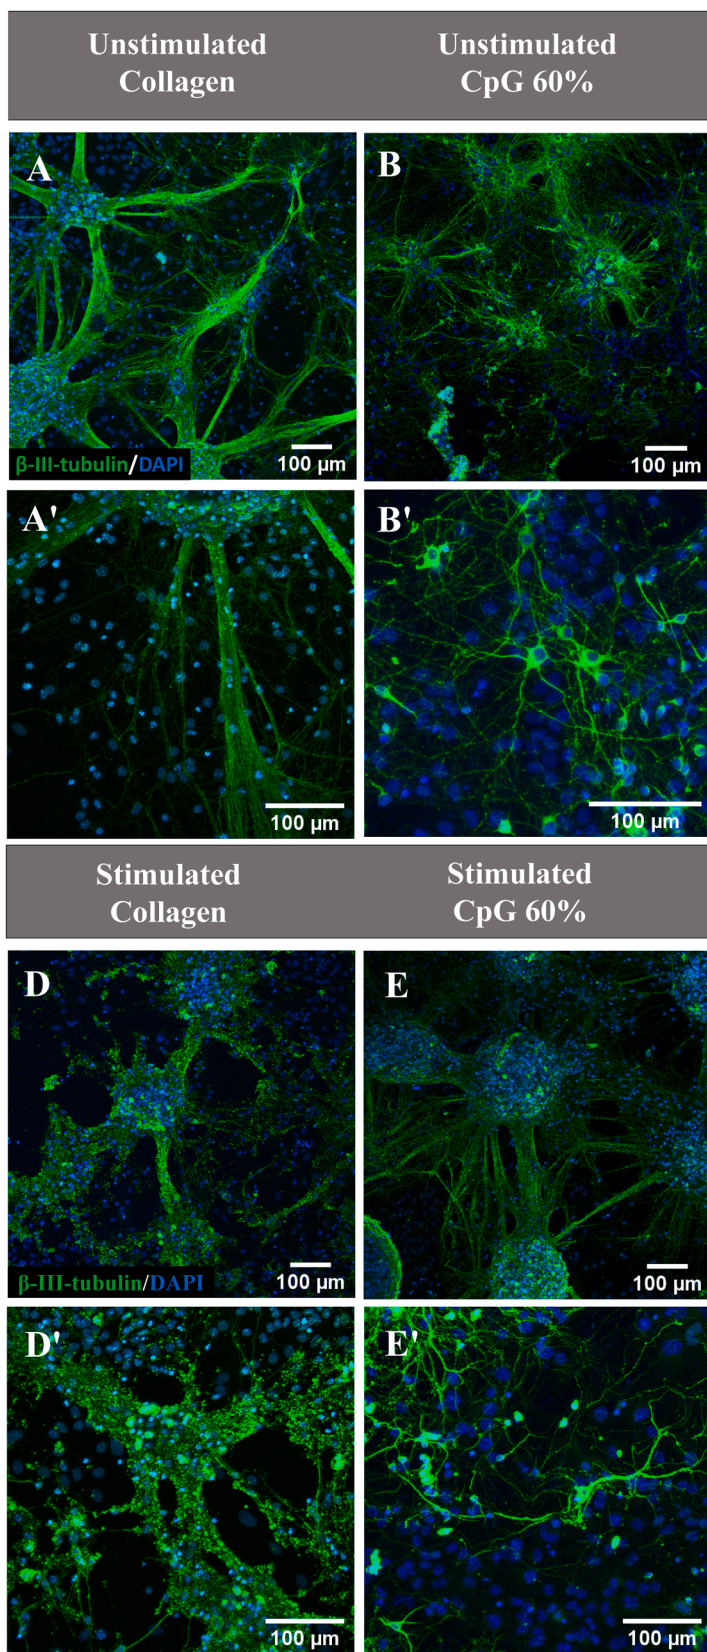 Unstimulated
Collagen
Unstimulated
CpG 60%
A
β-III-tubulin/DAPI
100 µm
B
100 µm
A'
100 µm
B'
100 µm
Stimulated
Collagen
Stimulated
CpG 60%
D
β-III-tubulin/DAPI
100 µm
E
100 µm
D'
100 µm
E'
100 µm